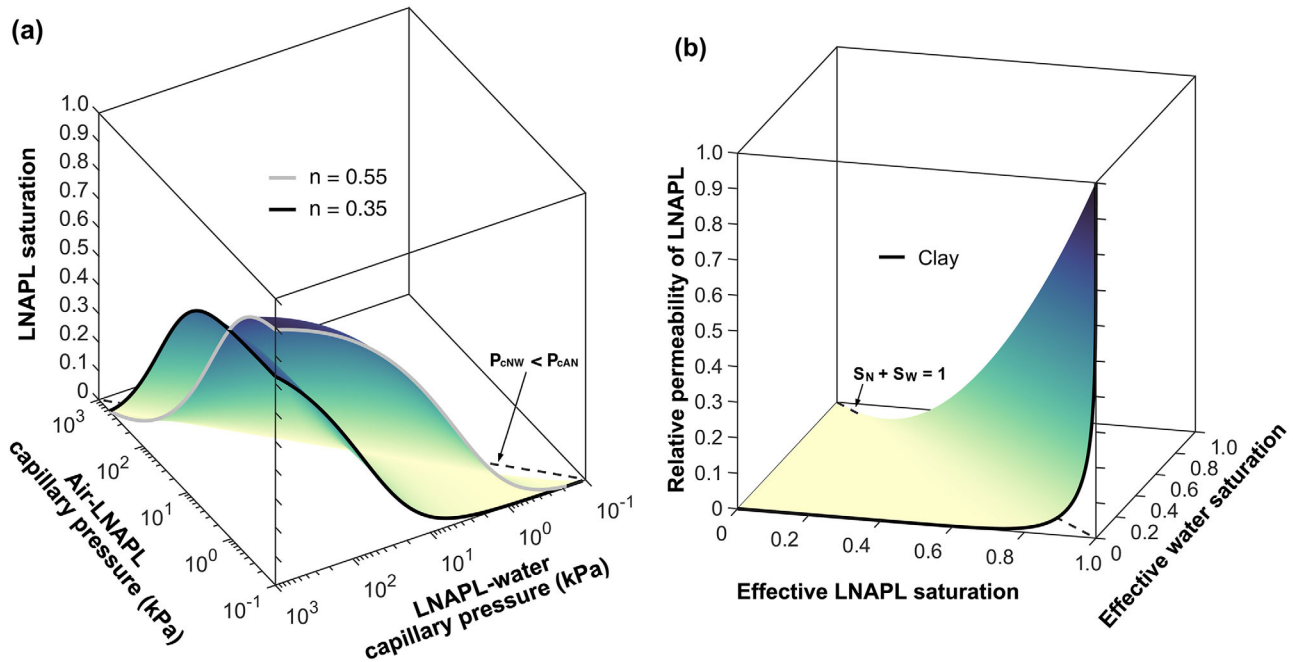 (a)
1.0
0.9
0.8
0.7
0.6
0.5
0.4
0.3
0.2
0.1
0
LNAPL saturation
n = 0.55
n = 0.35
PcNW < PcAN
10³
10²
10¹
10⁰
10⁻¹
Air-LNAPL
capillary pressure (kPa)
10³
10²
10¹
10⁰
10⁻¹
LNAPL-water
capillary pressure (kPa)
(b)
1.0
0.9
0.8
0.7
0.6
0.5
0.4
0.3
0.2
0.1
0
Relative permeability of LNAPL
Clay
SN + SW = 1
0
0.2
0.4
0.6
0.8
1.0
Effective LNAPL saturation
0
0.2
0.4
0.6
0.8
1.0
Effective water saturation